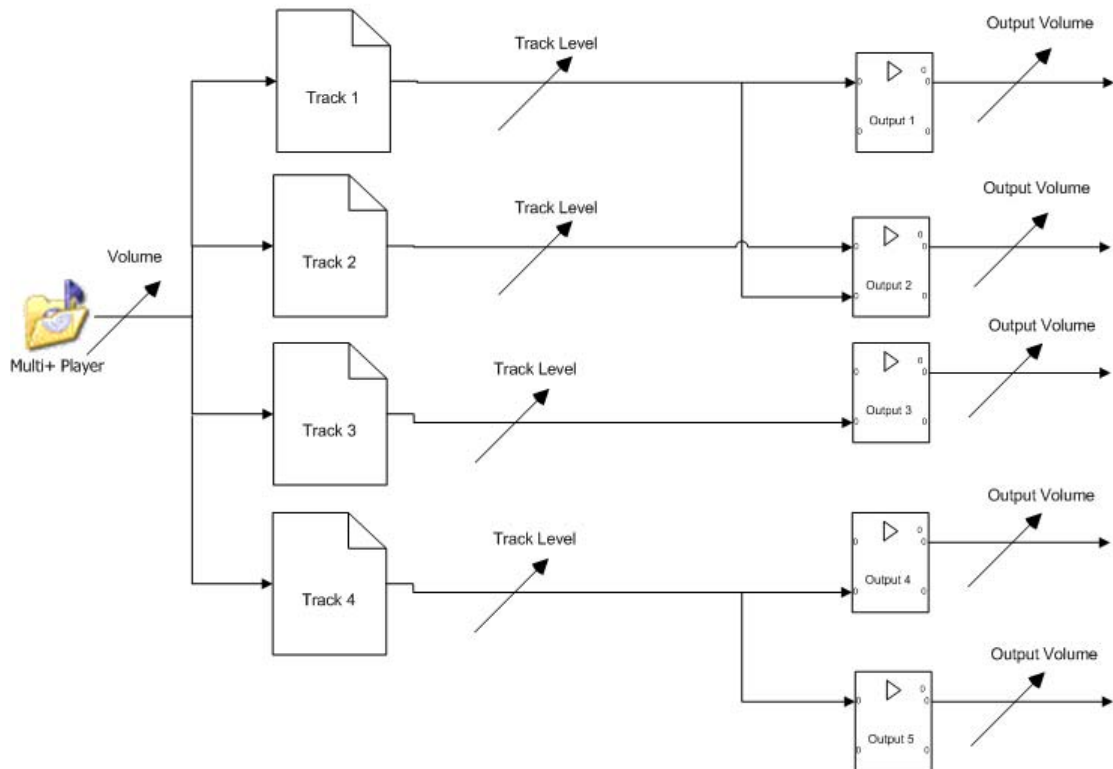 Output Volume
Track Level
Track 1
Output 1
Output Volume
Track Level
Track 2
Output 2
Volume
Multi+ Player
Output Volume
Track Level
Track 3
Output 3
Output Volume
Track Level
Track 4
Output 4
Output Volume
Output 5